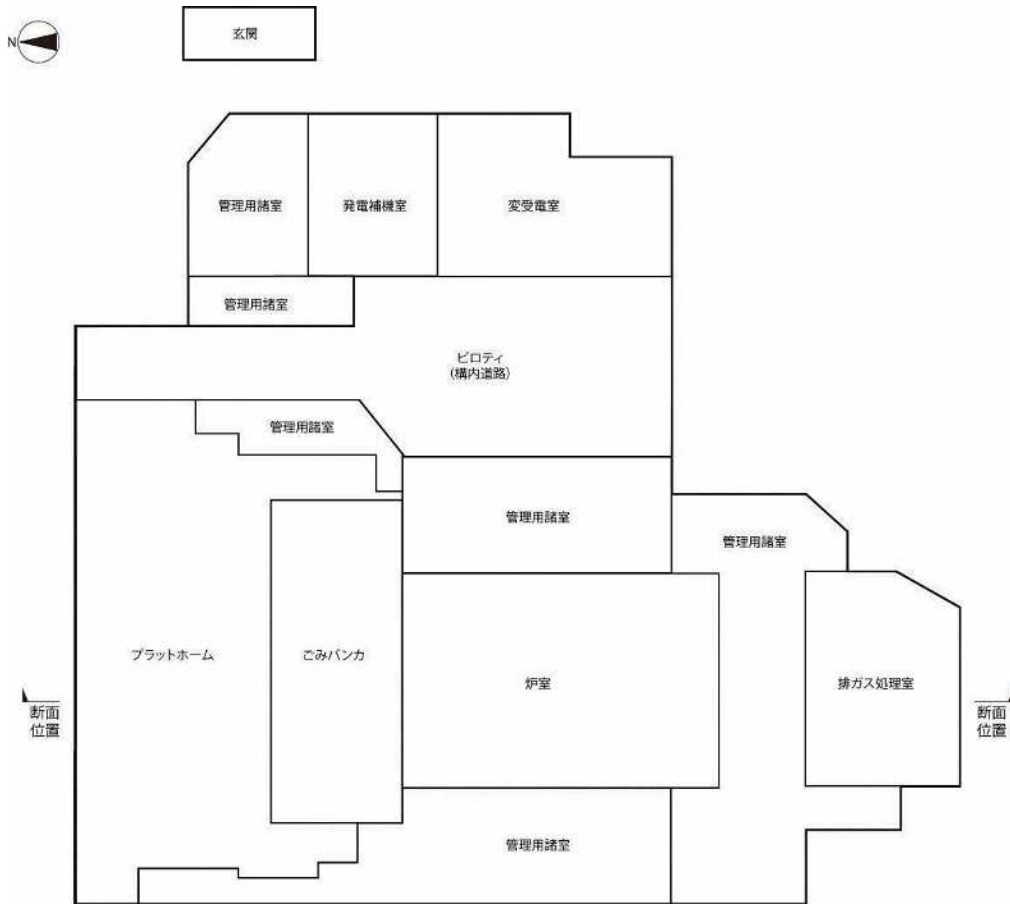 N
玄関
管理用諸室
発電補機室
変受電室
管理用諸室
ピロティ
(構内道路)
管理用諸室
管理用諸室
管理用諸室
プラットホーム
ごみバンカ
炉室
排ガス処理室
断面
位置
断面
位置
管理用諸室